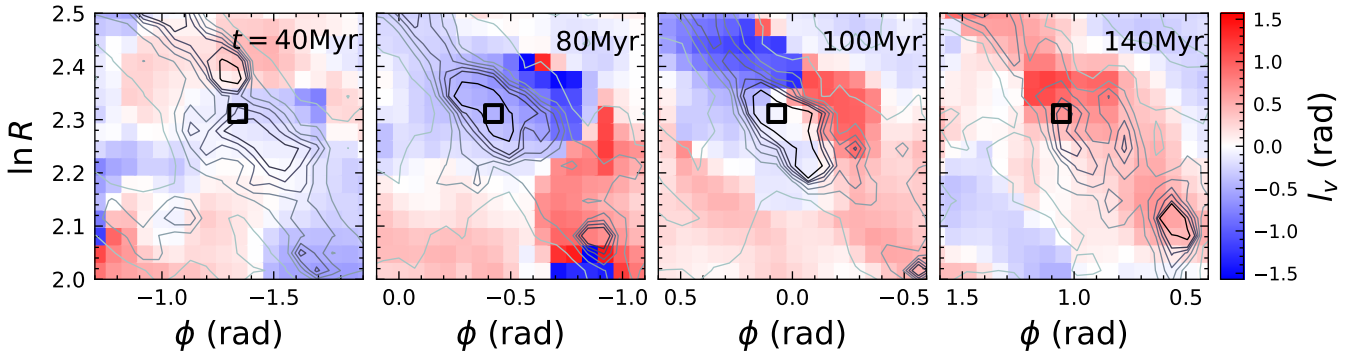 t = 40Myr
80Myr
100Myr
140Myr
2.5
2.4
2.3
2.2
2.1
2.0
ln R
−1.0 −1.5
0.0 −0.5 −1.0
0.5 0.0 −0.5
1.5 1.0 0.5
ϕ (rad)
ϕ (rad)
ϕ (rad)
ϕ (rad)
1.5
1.0
0.5
0.0
−0.5
−1.0
−1.5
l_v (rad)